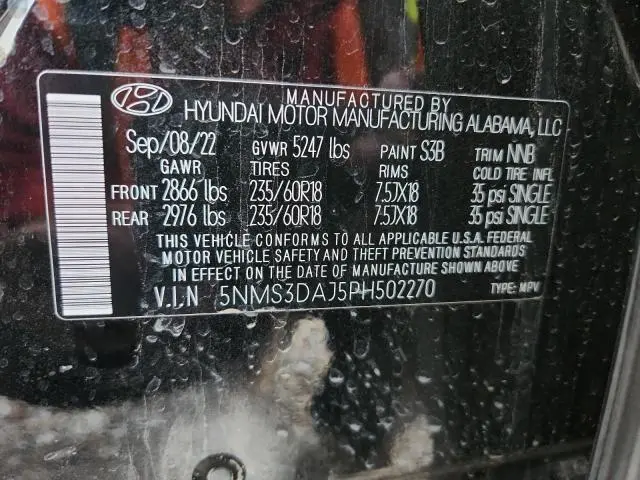 MANUFACTURED BY
HYUNDAI MOTOR MANUFACTURING ALABAMA, LLC
Sep/08/22 GVWR 5247 lbs PAINT S3B TRIM NNB
GAWR TIRES RIMS COLD TIRE INFL
FRONT 2866 lbs 235/60R18 7.5JX18 35 psi SINGLE
REAR 2976 lbs 235/60R18 7.5JX18 35 psi SINGLE
THIS VEHICLE CONFORMS TO ALL APPLICABLE U.S.A. FEDERAL
MOTOR VEHICLE SAFETY AND THEFT PREVENTION STANDARDS
IN EFFECT ON THE DATE OF MANUFACTURE SHOWN ABOVE.
V.I.N 5NMS3DAJ5PH502270 TYPE: MPV